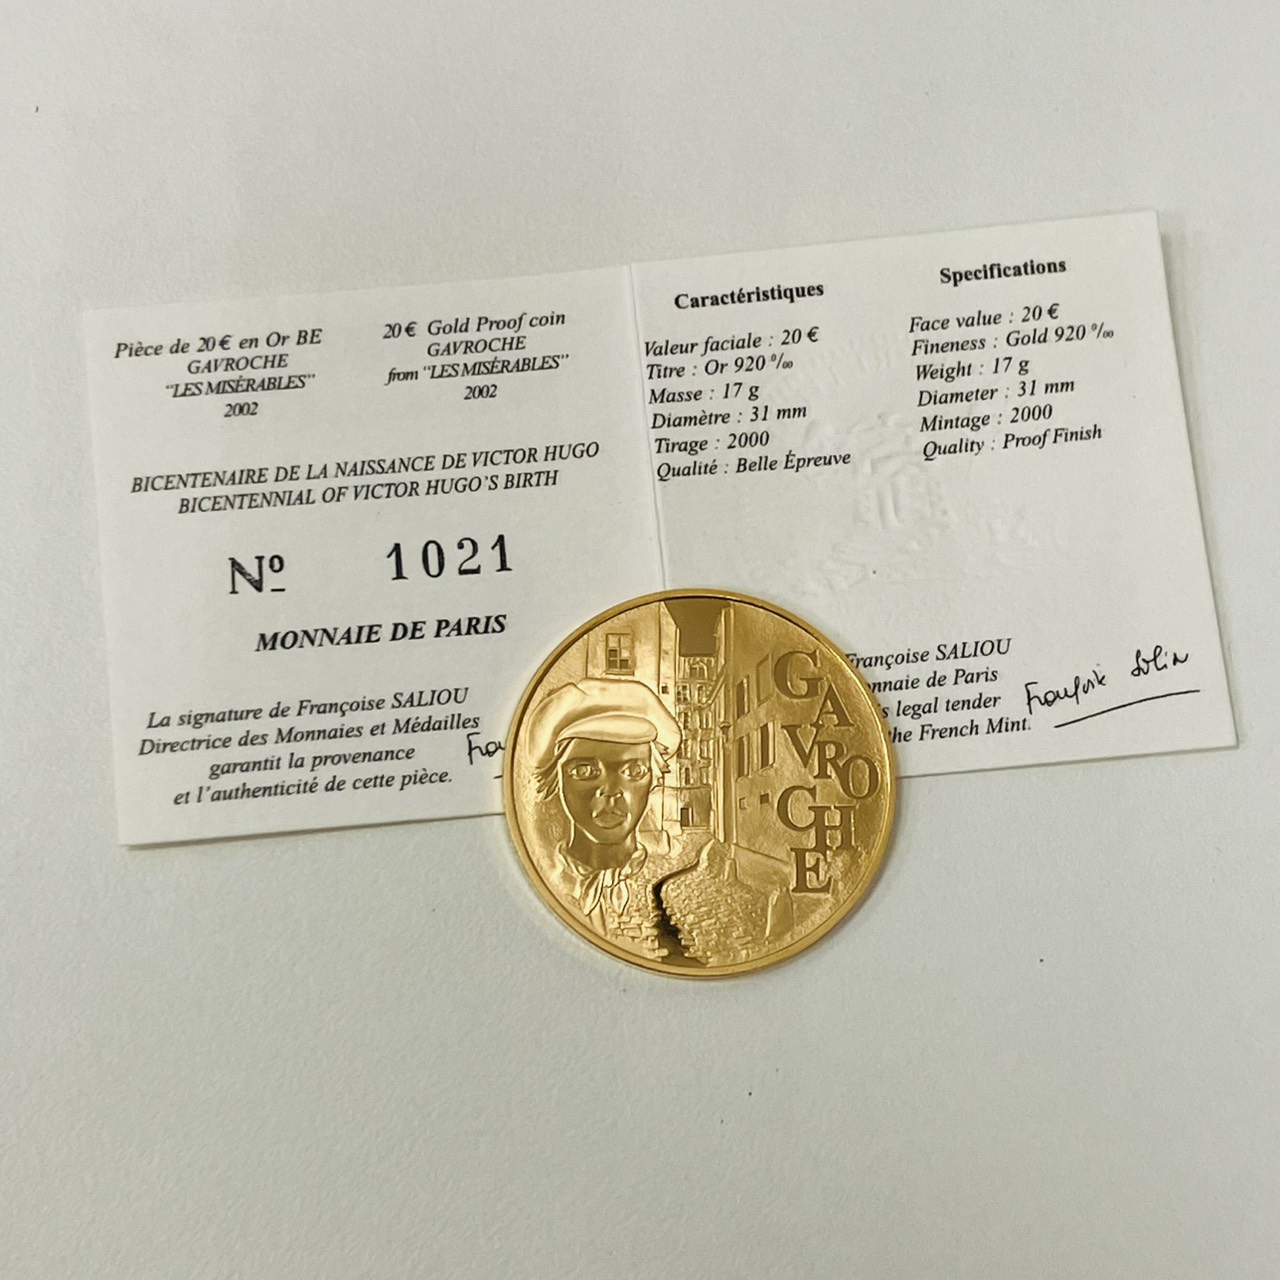 Pièce de 20 € en Or BE
GAVROCHE
"LES MISÉRABLES"
2002
20 € Gold Proof coin
GAVROCHE
from "LES MISÉRABLES"
2002
BICENTENAIRE DE LA NAISSANCE DE VICTOR HUGO
BICENTENNIAL OF VICTOR HUGO'S BIRTH
Nº 1021
MONNAIE DE PARIS
La signature de Françoise SALIOU
Directrice des Monnaies et Médailles
garantit la provenance
et l'authenticité de cette pièce.
Caractéristiques
Valeur faciale : 20 €
Titre : Or 920 ‰
Masse : 17 g
Diamètre : 31 mm
Tirage : 2000
Qualité : Belle Épreuve
Specifications
Face value : 20 €
Fineness : Gold 920 ‰
Weight : 17 g
Diameter : 31 mm
Mintage : 2000
Quality : Proof Finish
Françoise SALIOU
de Paris
legal tender
the French Mint.
GAVROCHE